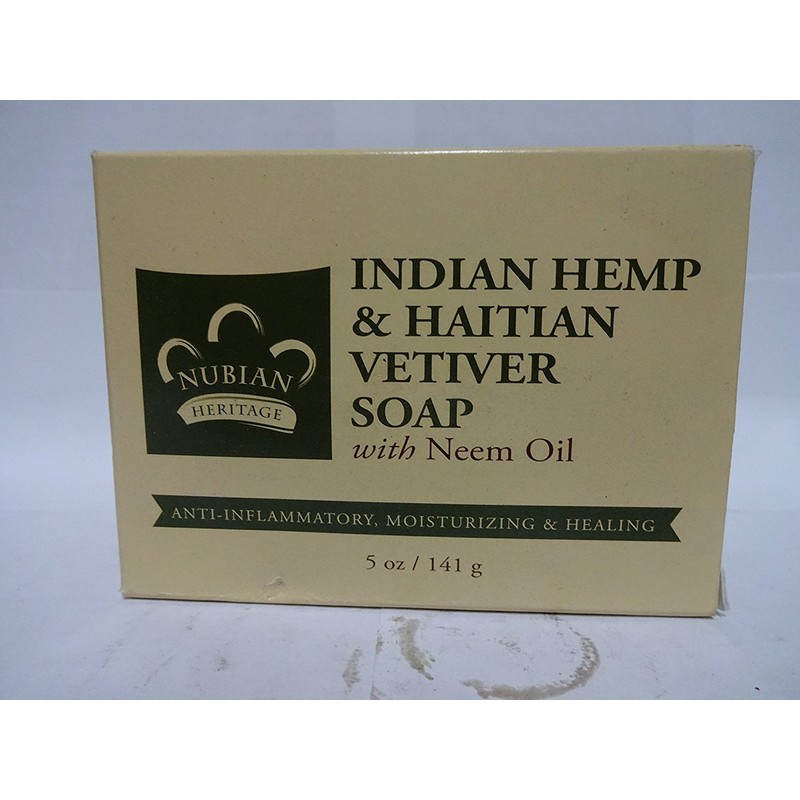 NUBIAN
HERITAGE
INDIAN HEMP
& HAITIAN
VETIVER
SOAP
with Neem Oil
ANTI-INFLAMMATORY, MOISTURIZING & HEALING
5 oz / 141 g